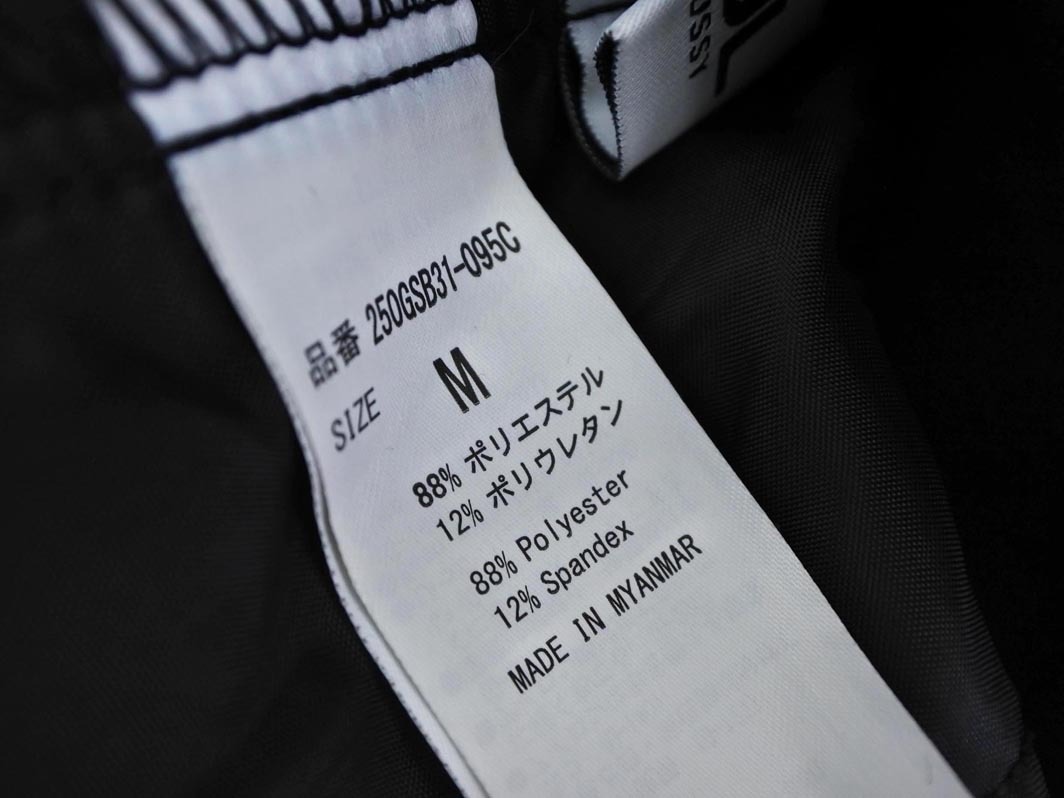 品番 250GSB31-095C
SIZE M
88% ポリエステル
12% ポリウレタン
88% Polyester
12% Spandex
MADE IN MYANMAR